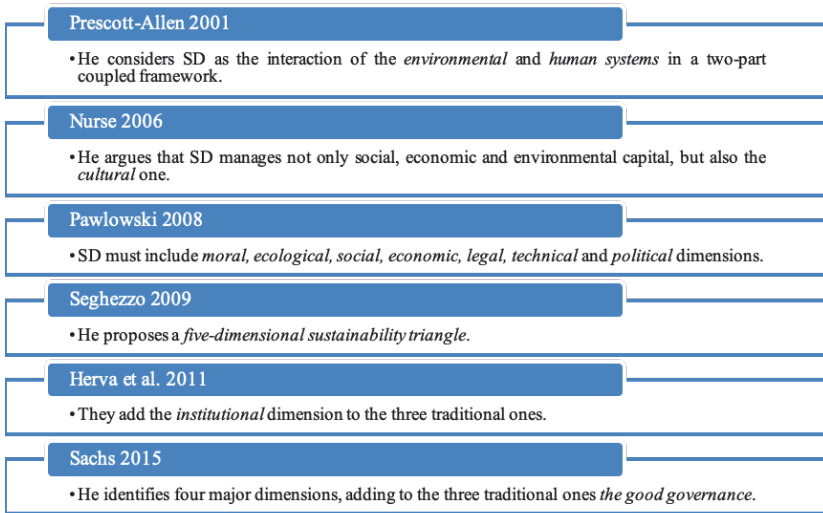 Prescott-Allen 2001
•He considers SD as the interaction of the environmental and human systems in a two-part
coupled framework.
Nurse 2006
•He argues that SD manages not only social, economic and environmental capital, but also the
cultural one.
Pawlowski 2008
•SD must include moral, ecological, social, economic, legal, technical and political dimensions.
Seghezzo 2009
•He proposes a five-dimensional sustainability triangle.
Herva et al. 2011
•They add the institutional dimension to the three traditional ones.
Sachs 2015
•He identifies four major dimensions, adding to the three traditional ones the good governance.